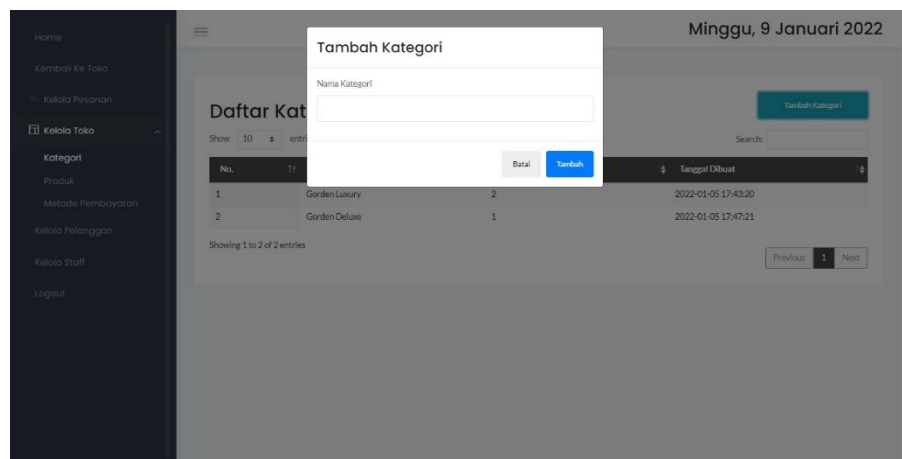 Home
Kembali Ke Toko
Kelola Pesanan
Kelola Toko
Kategori
Produk
Metode Pembayaran
Kelola Pelanggan
Kelola Staff
Logout
Minggu, 9 Januari 2022
Tambah Kategori
Nama Kategori
Batal Tambah
Daftar Kat
Tambah Kategori
Show 10 entri
Search:
No. Tanggal Dibuat
1 Gorden Luxury 2 2022-01-05 17:43:20
2 Gorden Deluxe 1 2022-01-05 17:47:21
Showing 1 to 2 of 2 entries
Previous 1 Next